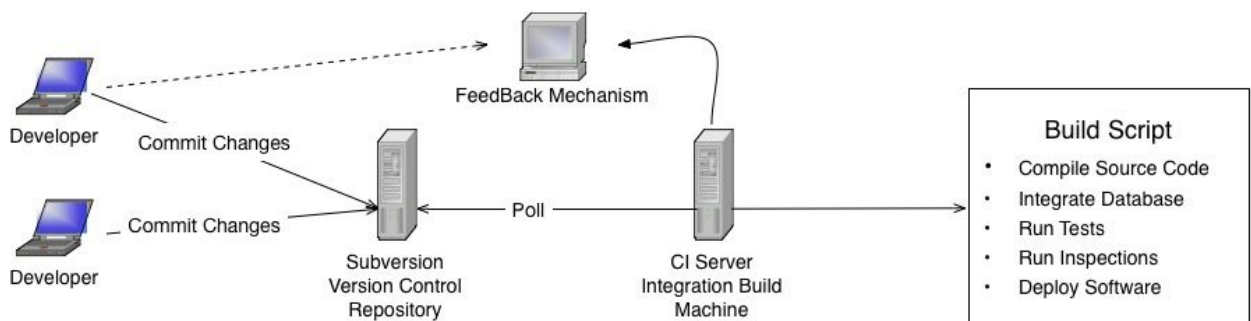 FeedBack Mechanism
Developer
Commit Changes
Developer
Commit Changes
Subversion
Version Control
Repository
Poll
CI Server
Integration Build
Machine
Build Script
• Compile Source Code
• Integrate Database
• Run Tests
• Run Inspections
• Deploy Software